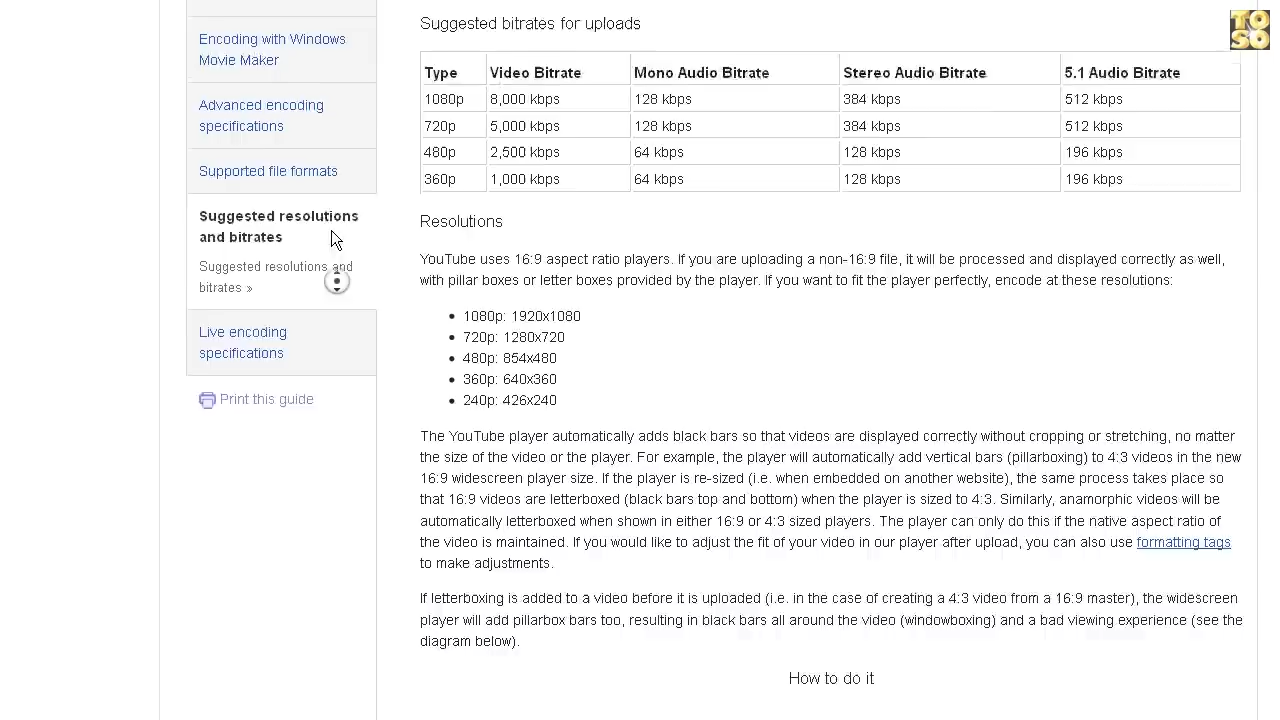 Encoding with Windows
Movie Maker
Advanced encoding
specifications
Supported file formats
Suggested resolutions
and bitrates
Suggested resolutions and
bitrates »
Live encoding
specifications
Print this guide
TO
SO
Suggested bitrates for uploads
Type Video Bitrate Mono Audio Bitrate Stereo Audio Bitrate 5.1 Audio Bitrate
1080p 8,000 kbps 128 kbps 384 kbps 512 kbps
720p 5,000 kbps 128 kbps 384 kbps 512 kbps
480p 2,500 kbps 64 kbps 128 kbps 196 kbps
360p 1,000 kbps 64 kbps 128 kbps 196 kbps
Resolutions
YouTube uses 16:9 aspect ratio players. If you are uploading a non-16:9 file, it will be processed and displayed correctly as well,
with pillar boxes or letter boxes provided by the player. If you want to fit the player perfectly, encode at these resolutions:
• 1080p: 1920x1080
• 720p: 1280x720
• 480p: 854x480
• 360p: 640x360
• 240p: 426x240
The YouTube player automatically adds black bars so that videos are displayed correctly without cropping or stretching, no matter
the size of the video or the player. For example, the player will automatically add vertical bars (pillarboxing) to 4:3 videos in the new
16:9 widescreen player size. If the player is re-sized (i.e. when embedded on another website), the same process takes place so
that 16:9 videos are letterboxed (black bars top and bottom) when the player is sized to 4:3. Similarly, anamorphic videos will be
automatically letterboxed when shown in either 16:9 or 4:3 sized players. The player can only do this if the native aspect ratio of
the video is maintained. If you would like to adjust the fit of your video in our player after upload, you can also use formatting tags
to make adjustments.
If letterboxing is added to a video before it is uploaded (i.e. in the case of creating a 4:3 video from a 16:9 master), the widescreen
player will add pillarbox bars too, resulting in black bars all around the video (windowboxing) and a bad viewing experience (see the
diagram below).
How to do it